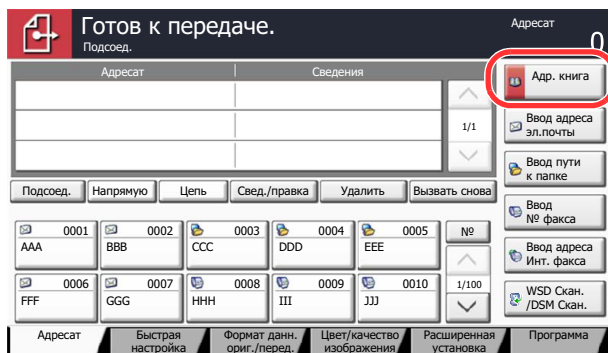 Готов к передаче.
Подсоед.
Адресат
0
Адресат Сведения
1/1
Адр. книга
Ввод адреса
эл.почты
Ввод пути
к папке
Ввод
№ факса
Ввод адреса
Инт. факса
WSD Скан.
/DSM Скан.
Подсоед. Напрямую Цепь Свед./правка Удалить Вызвать снова
0001 0002 0003 0004 0005 №
AAA BBB CCC DDD EEE
0006 0007 0008 0009 0010 1/100
FFF GGG HHH III JJJ
Адресат
Быстрая
настройка
Формат данн.
ориг./перед.
Цвет/качество
изображения
Расширенная
установка
Программа